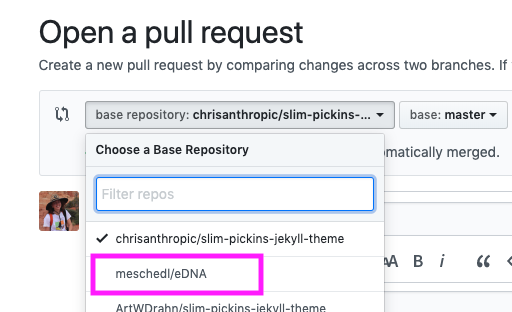 Open a pull request
Create a new pull request by comparing changes across two branches. If
base repository: chrisanthropic/slim-pickins-... base: master
Choose a Base Repository
omatically merged.
Filter repos
chrisanthropic/slim-pickins-jekyll-theme
AA B i “ <
meschedl/eDNA
ArtWDrahn/slim-pickins-jekyll-theme